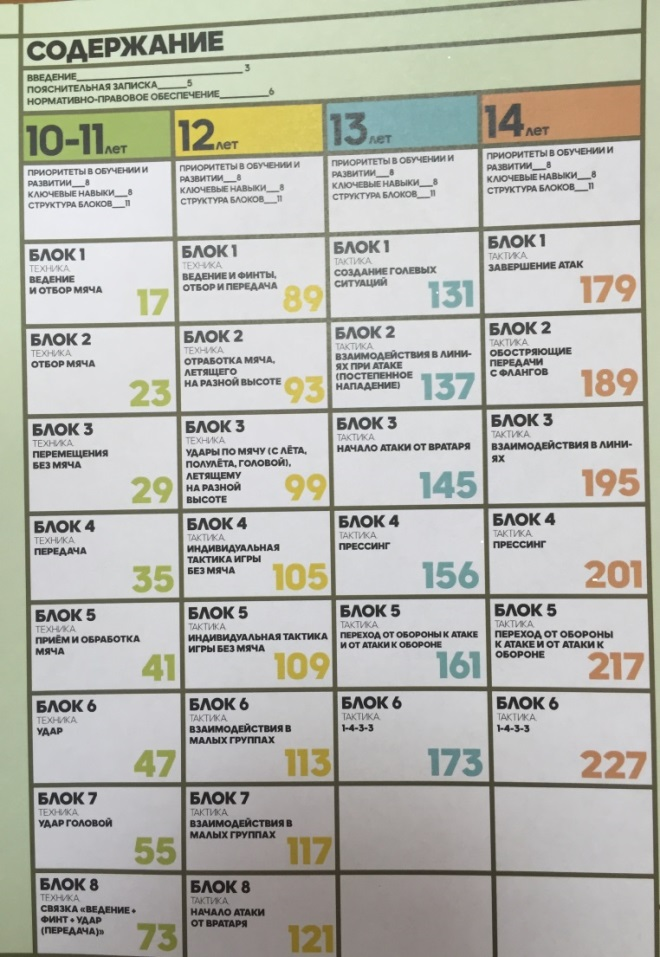 СОДЕРЖАНИЕ
ВВЕДЕНИЕ___3
ПОЯСНИТЕЛЬНАЯ ЗАПИСКА___5
НОРМАТИВНО-ПРАВОВОЕ ОБЕСПЕЧЕНИЕ___6
10-11 лет
ПРИОРИТЕТЫ В ОБУЧЕНИИ И
РАЗВИТИИ___8
КЛЮЧЕВЫЕ НАВЫКИ___8
СТРУКТУРА БЛОКОВ___11
БЛОК 1
ТЕХНИКА.
ВЕДЕНИЕ
И ОТБОР МЯЧА
17
БЛОК 2
ТЕХНИКА.
ОТБОР МЯЧА
23
БЛОК 3
ТЕХНИКА.
ПЕРЕМЕЩЕНИЯ
БЕЗ МЯЧА
29
БЛОК 4
ТЕХНИКА.
ПЕРЕДАЧА
35
БЛОК 5
ТЕХНИКА.
ПРИЁМ И ОБРАБОТКА
МЯЧА
41
БЛОК 6
ТЕХНИКА.
УДАР
47
БЛОК 7
ТЕХНИКА.
УДАР ГОЛОВОЙ
55
БЛОК 8
ТЕХНИКА.
СВЯЗКА «ВЕДЕНИЕ +
ФИНТ + УДАР
(ПЕРЕДАЧА)»
73
12 лет
ПРИОРИТЕТЫ В ОБУЧЕНИИ И
РАЗВИТИИ___8
КЛЮЧЕВЫЕ НАВЫКИ___8
СТРУКТУРА БЛОКОВ___11
БЛОК 1
ТЕХНИКА.
ВЕДЕНИЕ И ФИНТЫ,
ОТБОР И ПЕРЕДАЧА
89
БЛОК 2
ТЕХНИКА.
ОТРАБОТКА МЯЧА,
ЛЕТЯЩЕГО
НА РАЗНОЙ ВЫСОТЕ
93
БЛОК 3
ТЕХНИКА.
УДАРЫ ПО МЯЧУ (С ЛЁТА,
ПОЛУЛЁТА, ГОЛОВОЙ),
ЛЕТЯЩЕМУ
НА РАЗНОЙ
ВЫСОТЕ
99
БЛОК 4
ТАКТИКА.
ИНДИВИДУАЛЬНАЯ
ТАКТИКА ИГРЫ
БЕЗ МЯЧА
105
БЛОК 5
ТАКТИКА.
ИНДИВИДУАЛЬНАЯ ТАКТИКА
ИГРЫ БЕЗ МЯЧА
109
БЛОК 6
ТАКТИКА.
ВЗАИМОДЕЙСТВИЯ В
МАЛЫХ ГРУППАХ
113
БЛОК 7
ТАКТИКА.
ВЗАИМОДЕЙСТВИЯ В
МАЛЫХ ГРУППАХ
117
БЛОК 8
ТАКТИКА.
НАЧАЛО АТАКИ
ОТ ВРАТАРЯ
121
13 лет
ПРИОРИТЕТЫ В ОБУЧЕНИИ И
РАЗВИТИИ___8
КЛЮЧЕВЫЕ НАВЫКИ___8
СТРУКТУРА БЛОКОВ___11
БЛОК 1
ТАКТИКА.
СОЗДАНИЕ ГОЛЕВЫХ
СИТУАЦИЙ
131
БЛОК 2
ТАКТИКА.
ВЗАИМОДЕЙСТВИЯ В ЛИНИ-
ЯХ ПРИ АТАКЕ
(ПОСТЕПЕННОЕ
НАПАДЕНИЕ)
137
БЛОК 3
ТАКТИКА.
НАЧАЛО АТАКИ ОТ ВРАТАРЯ
145
БЛОК 4
ТАКТИКА.
ПРЕССИНГ
156
БЛОК 5
ТАКТИКА.
ПЕРЕХОД ОТ ОБОРОНЫ К АТАКЕ
И ОТ АТАКИ К ОБОРОНЕ
161
БЛОК 6
ТАКТИКА.
1-4-3-3
173
14 лет
ПРИОРИТЕТЫ В ОБУЧЕНИИ И
РАЗВИТИИ___8
КЛЮЧЕВЫЕ НАВЫКИ___8
СТРУКТУРА БЛОКОВ___11
БЛОК 1
ТАКТИКА.
ЗАВЕРШЕНИЕ АТАК
179
БЛОК 2
ТАКТИКА.
ОБОСТРЯЮЩИЕ
ПЕРЕДАЧИ
С ФЛАНГОВ
189
БЛОК 3
ТАКТИКА.
ВЗАИМОДЕЙСТВИЯ В ЛИНИ-
ЯХ
195
БЛОК 4
ТАКТИКА.
ПРЕССИНГ
201
БЛОК 5
ТАКТИКА.
ПЕРЕХОД ОТ ОБОРОНЫ
К АТАКЕ И ОТ АТАКИ К
ОБОРОНЕ
217
БЛОК 6
ТАКТИКА.
1-4-3-3
227